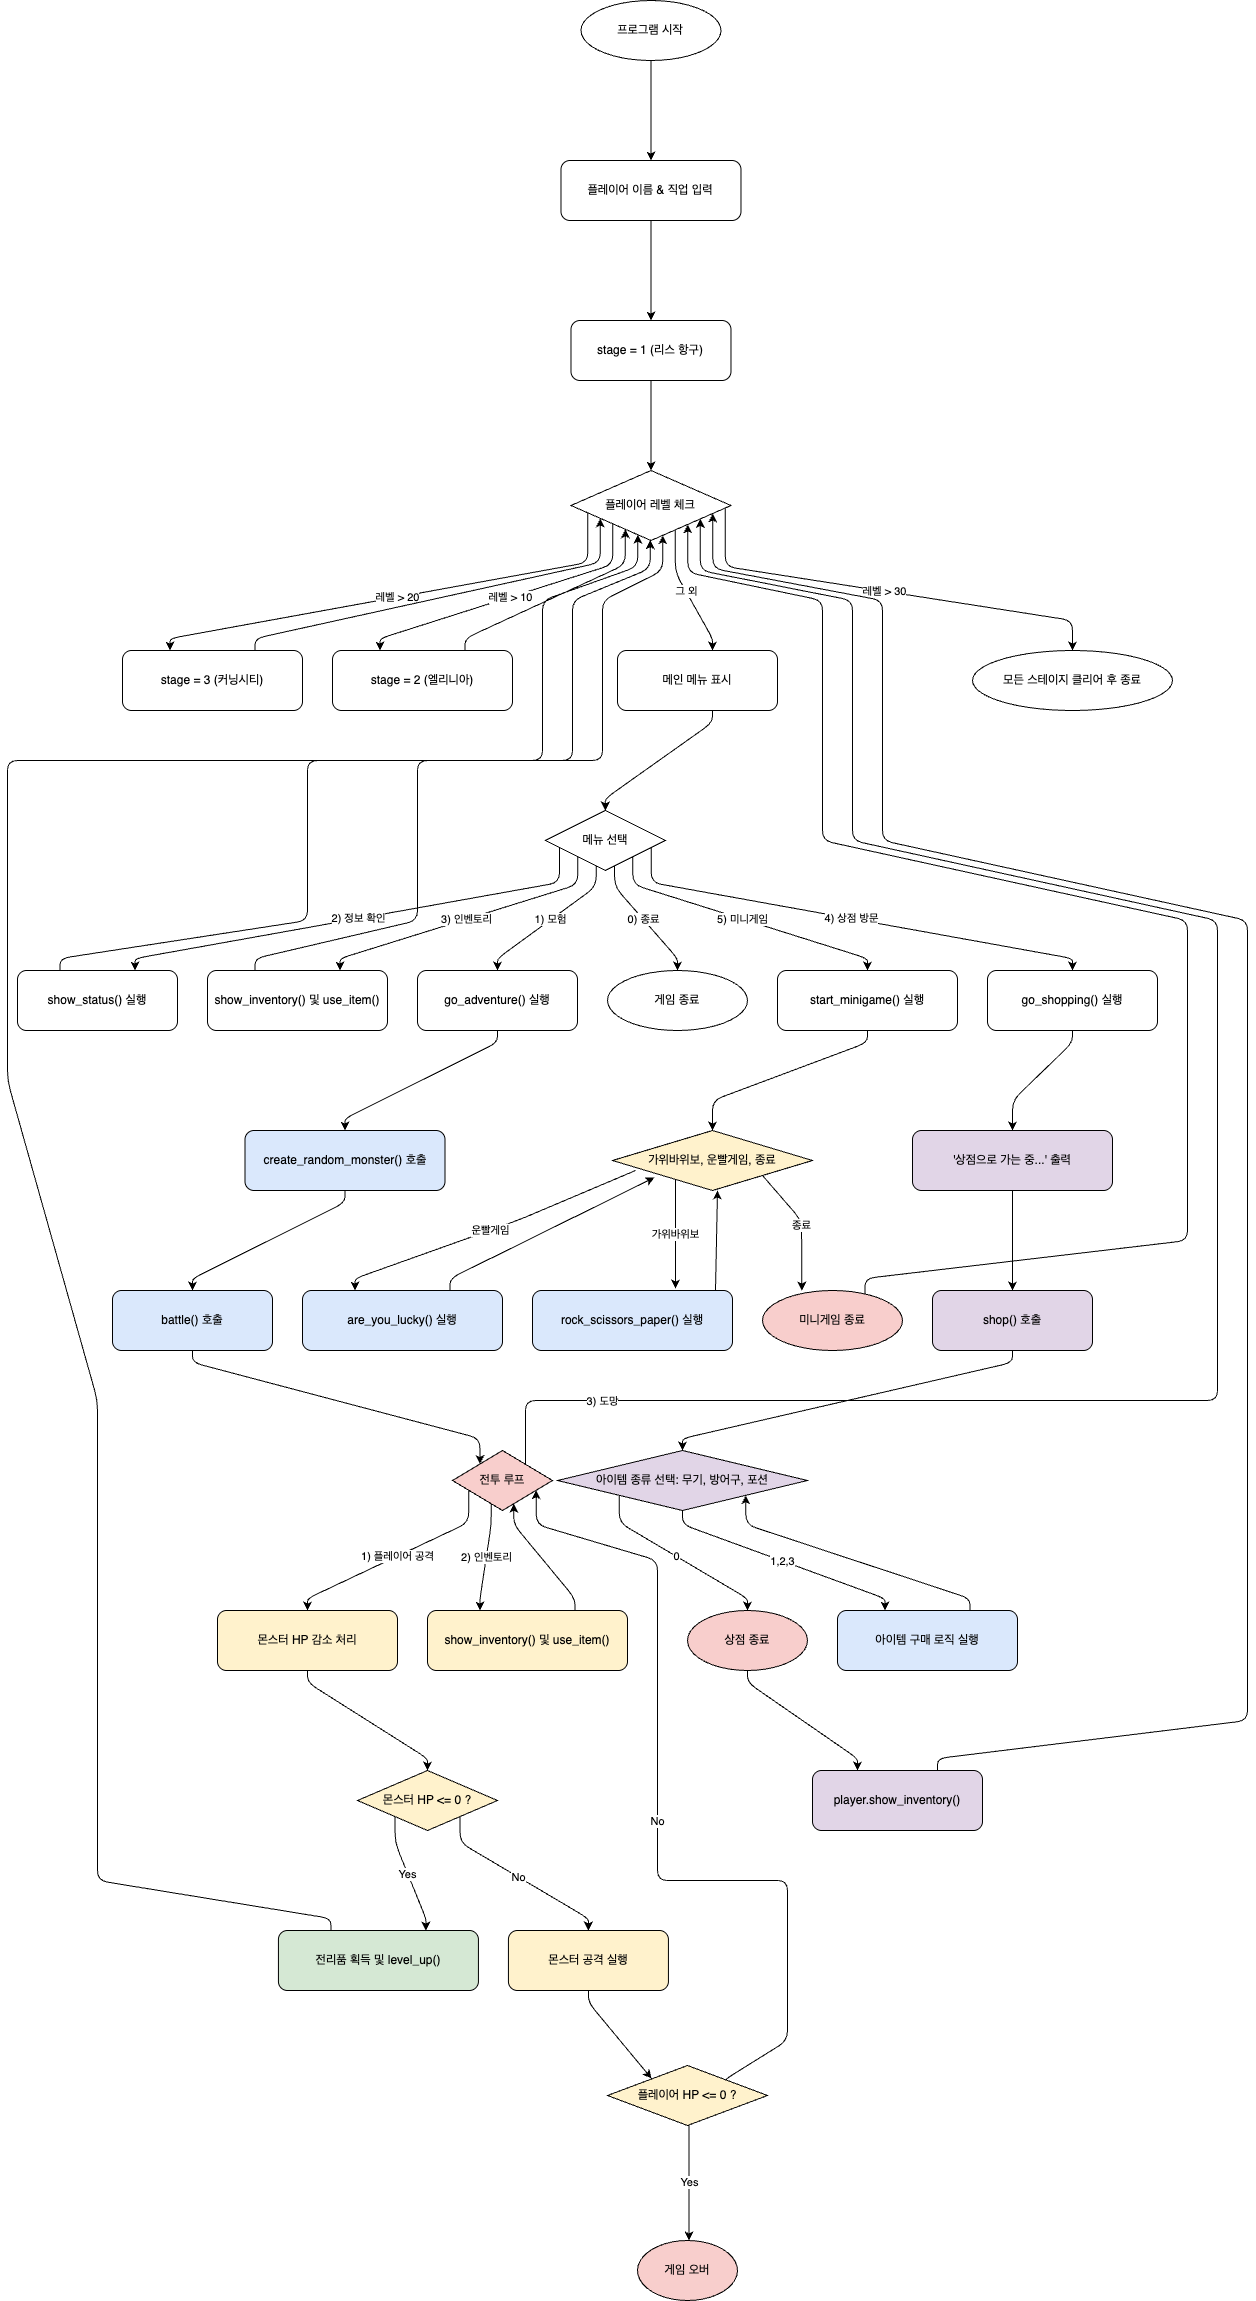 프로그램 시작
플레이어 이름 & 직업 입력
stage = 1 (리스 항구)
플레이어 레벨 체크
레벨 > 20
레벨 > 10
그 외
레벨 > 30
stage = 3 (커닝시티)
stage = 2 (엘리니아)
메인 메뉴 표시
모든 스테이지 클리어 후 종료
메뉴 선택
2) 정보 확인
3) 인벤토리
1) 모험
0) 종료
5) 미니게임
4) 상점 방문
show_status() 실행
show_inventory() 및 use_item()
go_adventure() 실행
게임 종료
start_minigame() 실행
go_shopping() 실행
create_random_monster() 호출
가위바위보, 운빨게임, 종료
'상점으로 가는 중...' 출력
운빨게임
가위바위보
종료
battle() 호출
are_you_lucky() 실행
rock_scissors_paper() 실행
미니게임 종료
shop() 호출
3) 도망
전투 루프
아이템 종류 선택: 무기, 방어구, 포션
1) 플레이어 공격
2) 인벤토리
0
1,2,3
몬스터 HP 감소 처리
show_inventory() 및 use_item()
상점 종료
아이템 구매 로직 실행
몬스터 HP <= 0 ?
player.show_inventory()
No
Yes
No
전리품 획득 및 level_up()
몬스터 공격 실행
플레이어 HP <= 0 ?
Yes
게임 오버